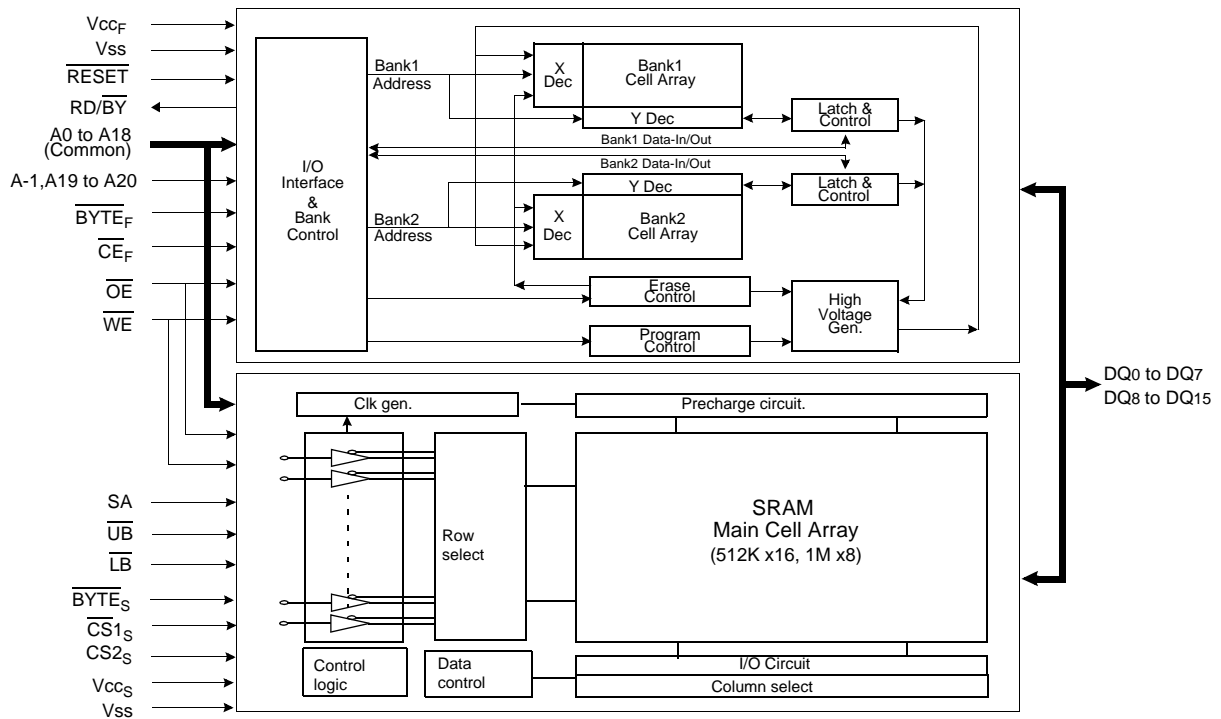 VccF
Vss
RESET
RD/BY
A0 to A18
(Common)
A-1,A19 to A20
BYTEF
CEF
OE
WE
I/O
Interface
&
Bank
Control
Bank1
Address
X
Dec
Bank1
Cell Array
Y Dec
Latch &
Control
Bank1 Data-In/Out
Bank2 Data-In/Out
Y Dec
Latch &
Control
Bank2
Address
X
Dec
Bank2
Cell Array
Erase
Control
High
Voltage
Gen.
Program
Control
DQ0 to DQ7
DQ8 to DQ15
SA
UB
LB
BYTES
CS1S
CS2S
VccS
Vss
Clk gen.
Precharge circuit.
Row
select
SRAM
Main Cell Array
(512K x16, 1M x8)
Control
logic
Data
control
I/O Circuit
Column select